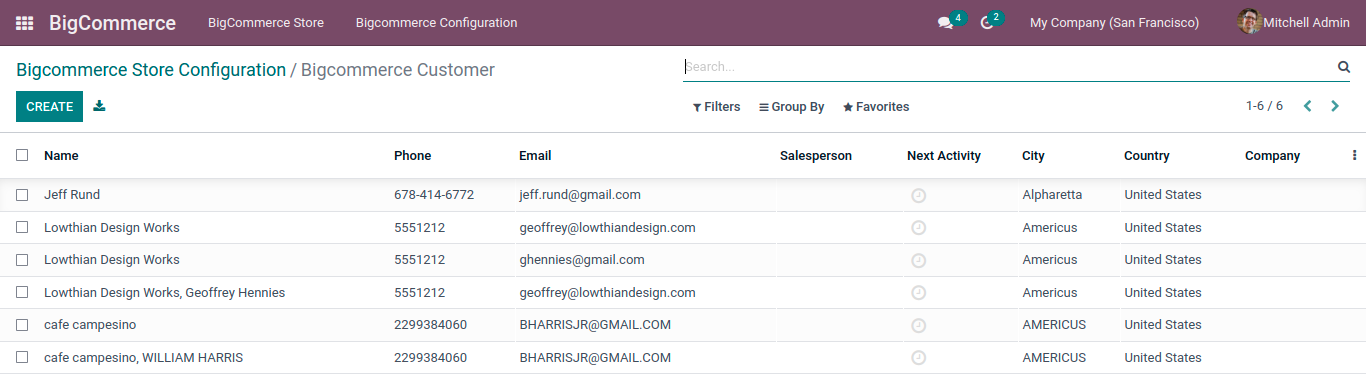 BigCommerce BigCommerce Store Bigcommerce Configuration 4 2 My Company (San Francisco) Mitchell Admin
Bigcommerce Store Configuration / Bigcommerce Customer Search...
CREATE Filters Group By Favorites 1-6 / 6
Name Phone Email Salesperson Next Activity City Country Company
Jeff Rund 678-414-6772 jeff.rund@gmail.com Alpharetta United States
Lowthian Design Works 5551212 geoffrey@lowthiandesign.com Americus United States
Lowthian Design Works 5551212 ghennies@gmail.com Americus United States
Lowthian Design Works, Geoffrey Hennies 5551212 geoffrey@lowthiandesign.com Americus United States
cafe campesino 2299384060 BHARRISJR@GMAIL.COM AMERICUS United States
cafe campesino, WILLIAM HARRIS 2299384060 BHARRISJR@GMAIL.COM AMERICUS United States